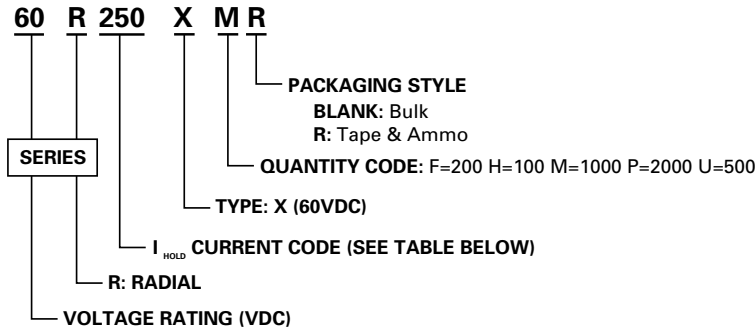 60 R 250 X M R
PACKAGING STYLE
BLANK: Bulk
R: Tape & Ammo
SERIES
QUANTITY CODE: F=200 H=100 M=1000 P=2000 U=500
TYPE: X (60VDC)
I HOLD CURRENT CODE (SEE TABLE BELOW)
R: RADIAL
VOLTAGE RATING (VDC)